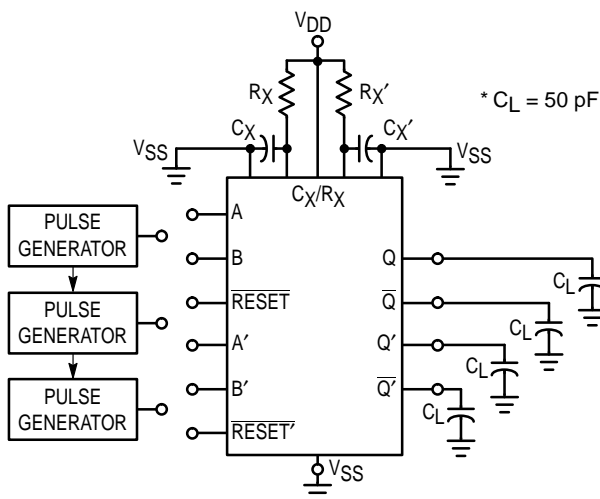 VDD
RX
RX′
* CL = 50 pF
CX
CX′
VSS
VSS
CX/RX
PULSE
GENERATOR
A
B
Q
CL
PULSE
GENERATOR
RESET
Q
CL
A′
Q′
CL
PULSE
GENERATOR
B′
Q′
CL
RESET′
VSS